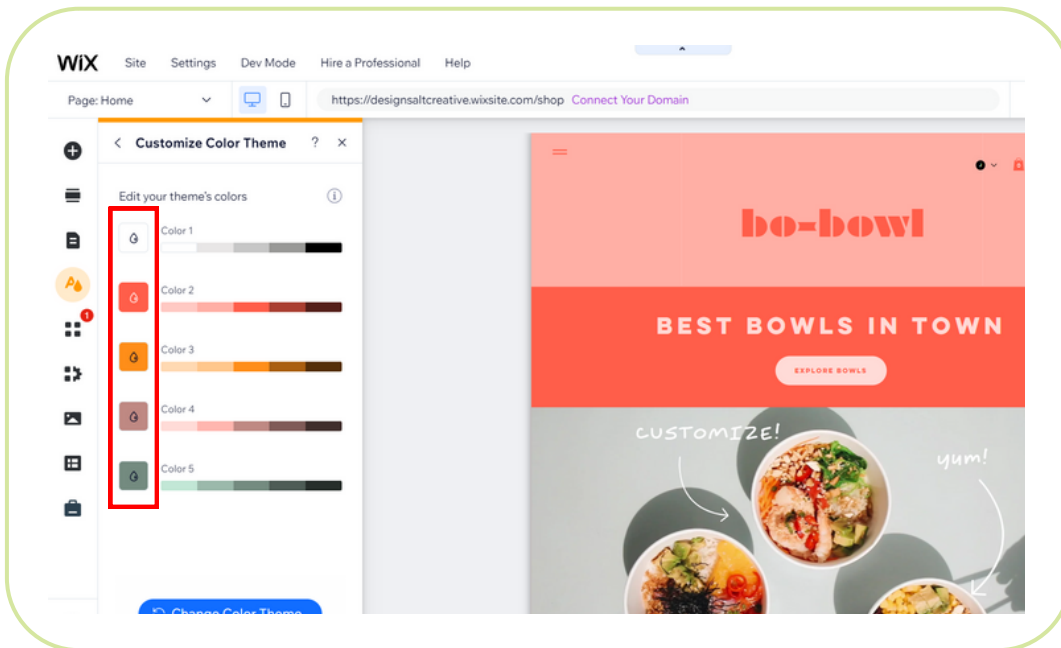 WiX Site Settings Dev Mode Hire a Professional Help
Page: Home https://designsaltcreative.wixsite.com/shop Connect Your Domain
Customize Color Theme ? ×
Edit your theme's colors
Color 1
Color 2
Color 3
Color 4
Color 5
Change Color Theme
1
bo-bowl
BEST BOWLS IN TOWN
EXPLORE BOWLS
CUSTOMIZE!
yum!